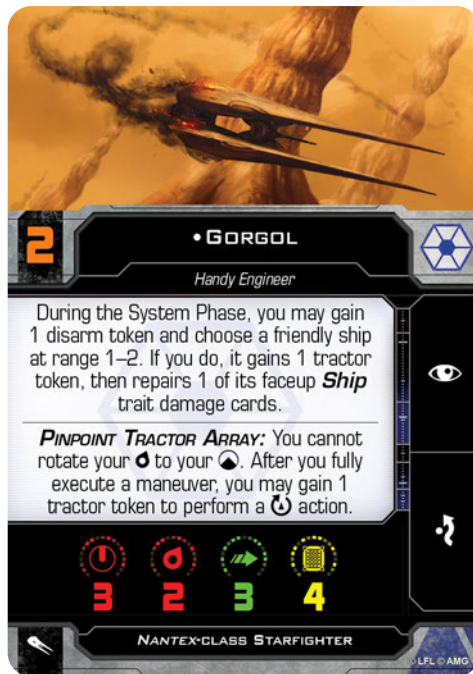 2
• GORGOL
Handy Engineer
During the System Phase, you may gain
1 disarm token and choose a friendly ship
at range 1–2. If you do, it gains 1 tractor
token, then repairs 1 of its faceup Ship
trait damage cards.
PINPOINT TRACTOR ARRAY: You cannot
rotate your to your . After you fully
execute a maneuver, you may gain 1
tractor token to perform a action.
3 2 3 4
NANTEX-CLASS STARFIGHTER
© LFL © AMG